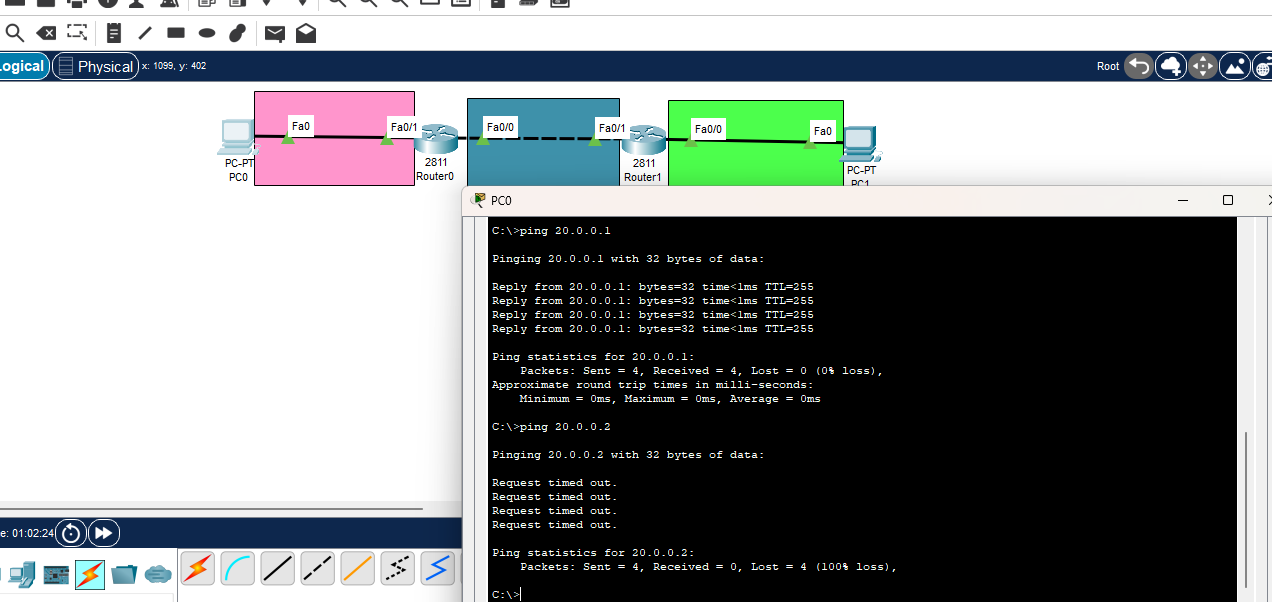 ogical
Physical
x: 1099, y: 402
Root
Fa0
Fa0/1
Fa0/0
Fa0/1
Fa0/0
Fa0
PC-PT
PC0
2811
Router0
2811
Router1
PC-PT
PC1
PC0
C:\>ping 20.0.0.1
Pinging 20.0.0.1 with 32 bytes of data:
Reply from 20.0.0.1: bytes=32 time<1ms TTL=255
Reply from 20.0.0.1: bytes=32 time<1ms TTL=255
Reply from 20.0.0.1: bytes=32 time<1ms TTL=255
Reply from 20.0.0.1: bytes=32 time<1ms TTL=255
Ping statistics for 20.0.0.1:
Packets: Sent = 4, Received = 4, Lost = 0 (0% loss),
Approximate round trip times in milli-seconds:
Minimum = 0ms, Maximum = 0ms, Average = 0ms
C:\>ping 20.0.0.2
Pinging 20.0.0.2 with 32 bytes of data:
Request timed out.
Request timed out.
Request timed out.
Request timed out.
Ping statistics for 20.0.0.2:
Packets: Sent = 4, Received = 0, Lost = 4 (100% loss),
C:\>
e: 01:02:24